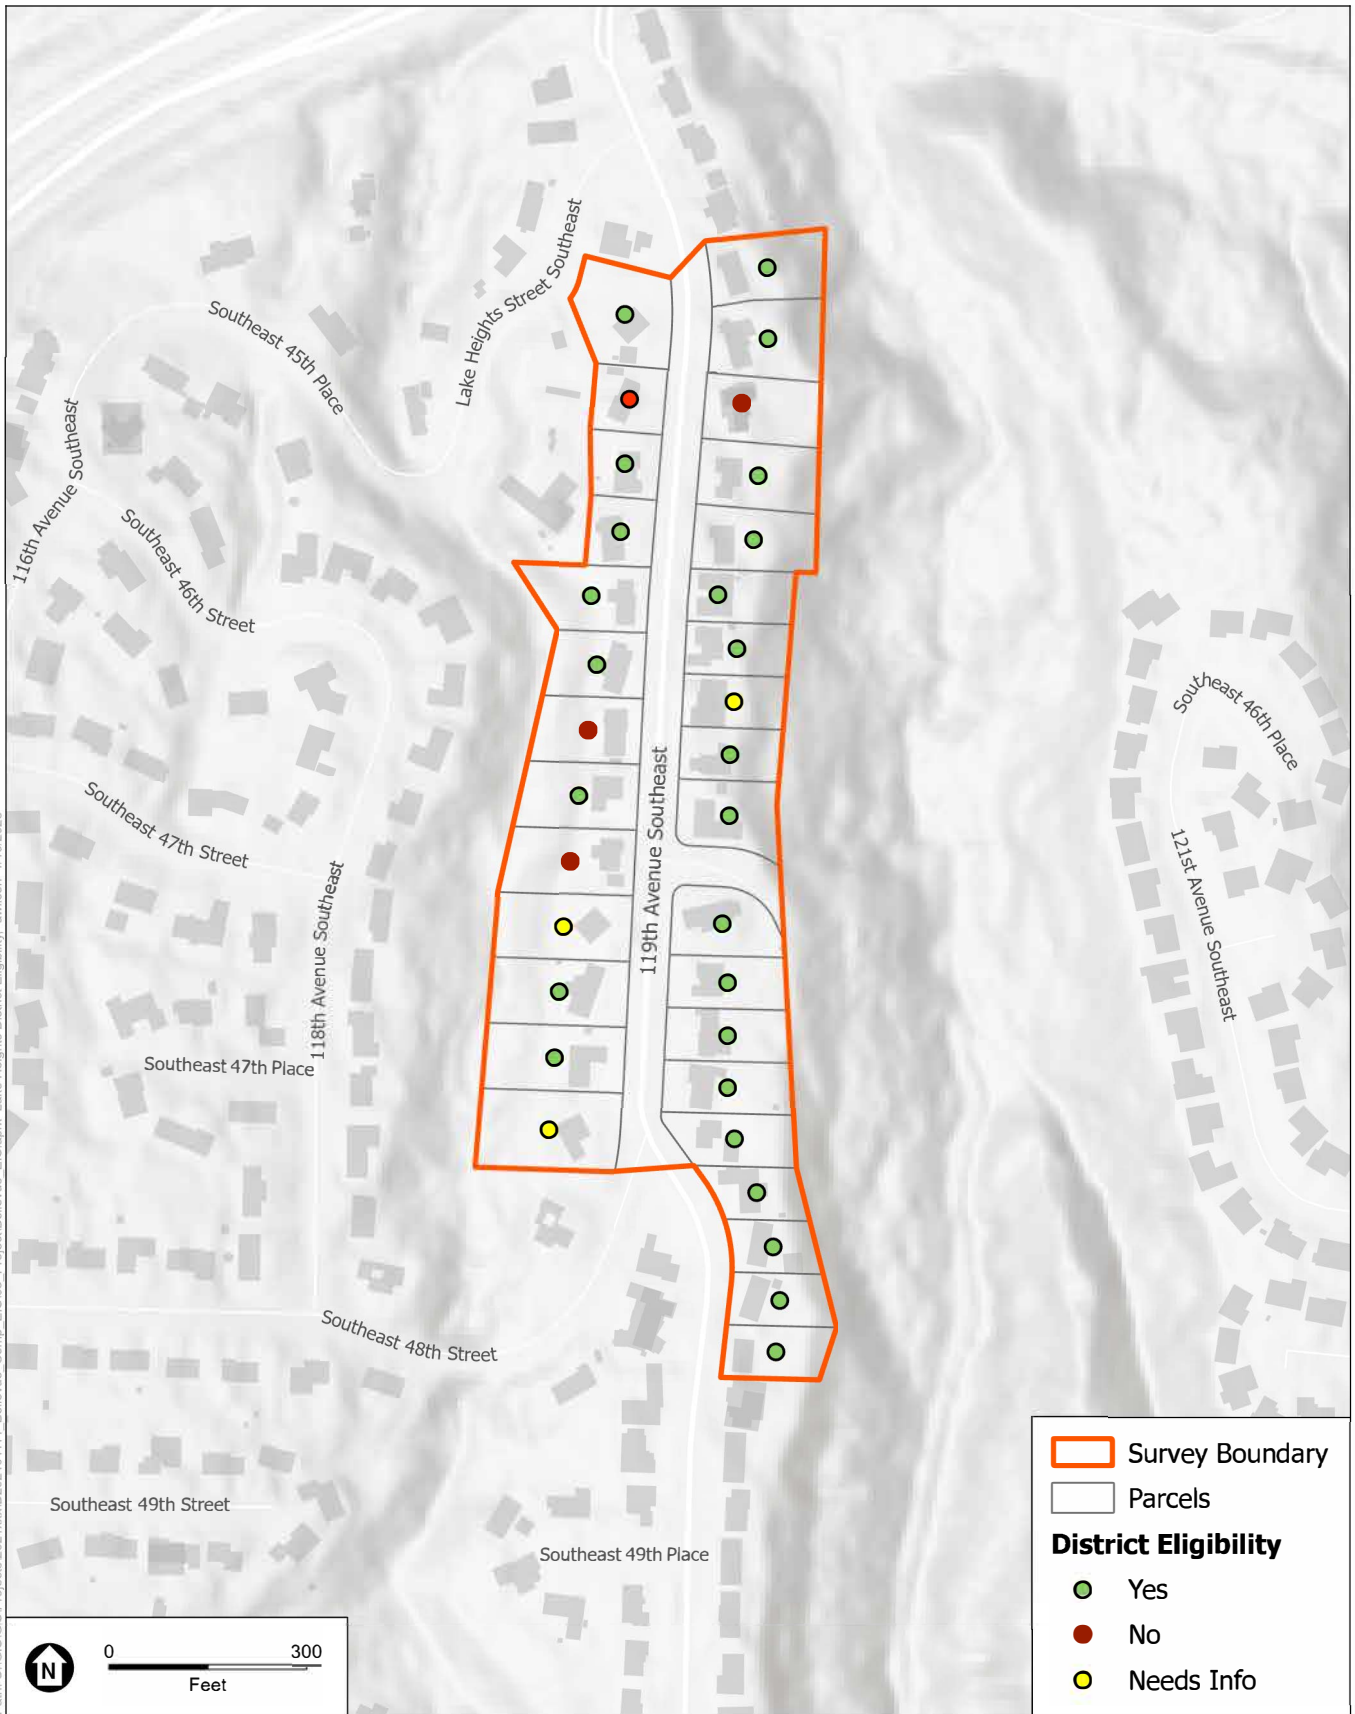 Lake Heights Street Southeast
Southeast 45th Place
116th Avenue Southeast
Southeast 46th Street
Southeast 46th Place
119th Avenue Southeast
Southeast 47th Street
121st Avenue Southeast
118th Avenue Southeast
Southeast 47th Place
Southeast 48th Street
Southeast 49th Street
Southeast 49th Place
Survey Boundary
Parcels
District Eligibility
Yes
No
Needs Info
N
0 300
Feet